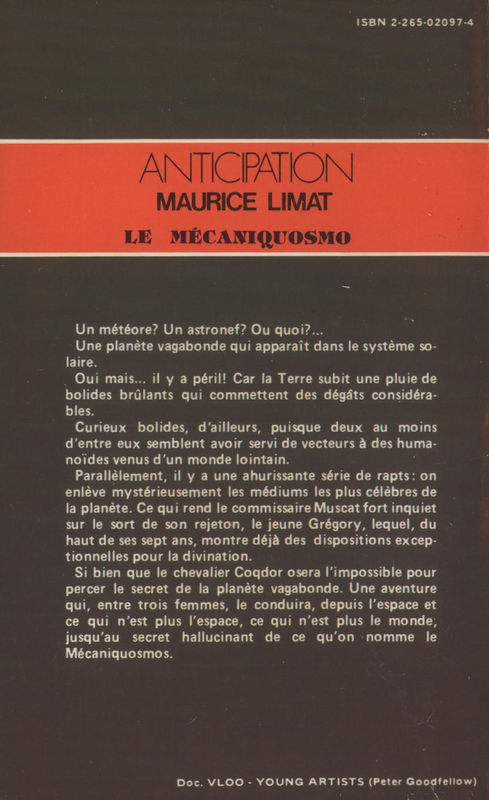 ISBN 2-265-02097-4
ANTICIPATION
MAURICE LIMAT
LE MÉCANIQUOSMO
Un météore? Un astronef? Ou quoi?...
Une planète vagabonde qui apparaît dans le système so-
laire.
Oui mais... il y a péril! Car la Terre subit une pluie de
bolides brûlants qui commettent des dégâts considéra-
bles.
Curieux bolides, d'ailleurs, puisque deux au moins
d'entre eux semblent avoir servi de vecteurs à des huma-
noïdes venus d'un monde lointain.
Parallèlement, il y a une ahurissante série de rapts : on
enlève mystérieusement les médiums les plus célèbres de
la planète. Ce qui rend le commissaire Muscat fort inquiet
sur le sort de son rejeton, le jeune Grégory, lequel, du
haut de ses sept ans, montre déjà des dispositions excep-
tionnelles pour la divination.
Si bien que le chevalier Coqdor osera l'impossible pour
percer le secret de la planète vagabonde. Une aventure
qui, entre trois femmes, le conduira, depuis l'espace et
ce qui n'est plus l'espace, ce qui n'est plus le monde,
jusqu'au secret hallucinant de ce qu'on nomme le
Mécaniquosmos.
Doc. VLOO - YOUNG ARTISTS (Peter Goodfellow)